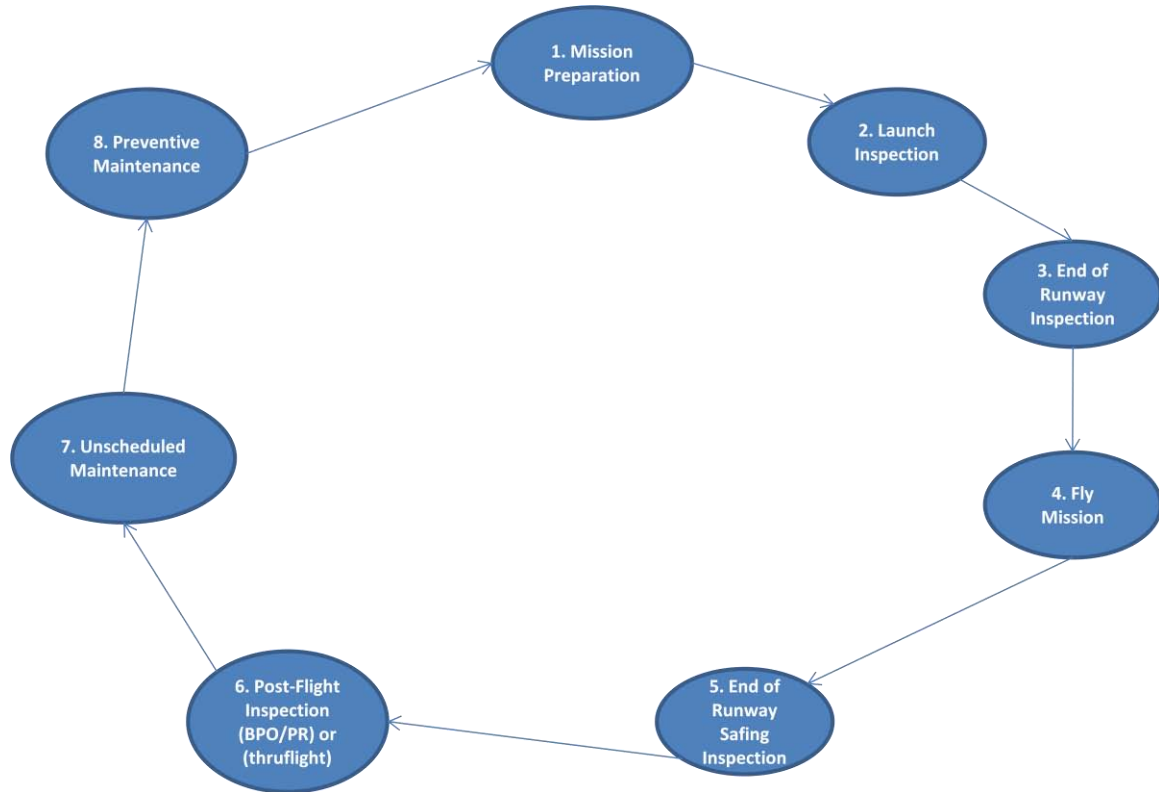 1. Mission
Preparation
2. Launch
Inspection
3. End of
Runway
Inspection
4. Fly
Mission
5. End of
Runway
Safing
Inspection
6. Post-Flight
Inspection
(BPO/PR) or
(thruflight)
7. Unscheduled
Maintenance
8. Preventive
Maintenance